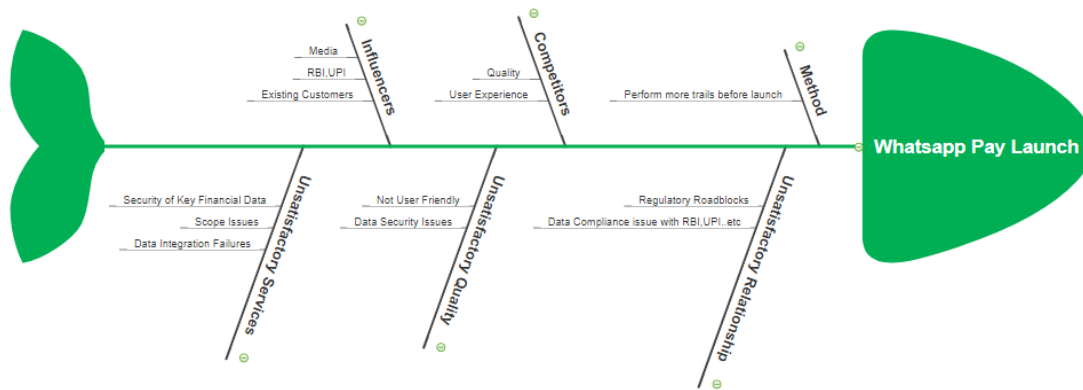 Influencers
Media
RBI,UPI
Existing Customers
Competitors
Quality
User Experience
Method
Perform more trails before launch
Whatsapp Pay Launch
Unsatisfactory Services
Security of Key Financial Data
Scope Issues
Data Integration Failures
Unsatisfactory Quality
Not User Friendly
Data Security Issues
Unsatisfactory Relationship
Regulatory Roadblocks
Data Compliance issue with RBI,UPI..etc